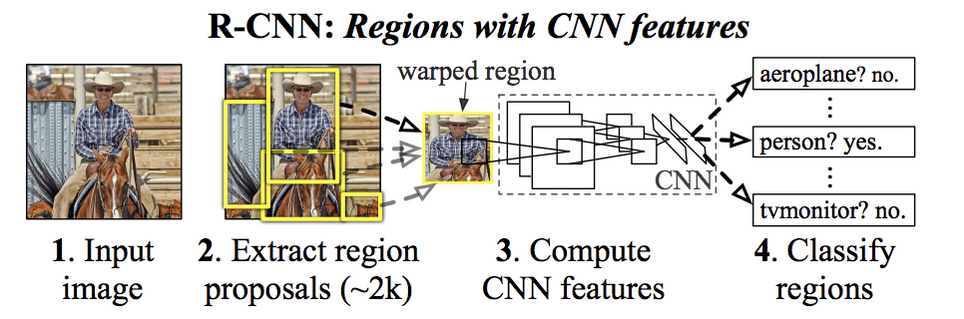 R-CNN: Regions with CNN features
warped region
aeroplane? no.
⋮
person? yes.
⋮
tvmonitor? no.
CNN
1. Input
image
2. Extract region
proposals (~2k)
3. Compute
CNN features
4. Classify
regions